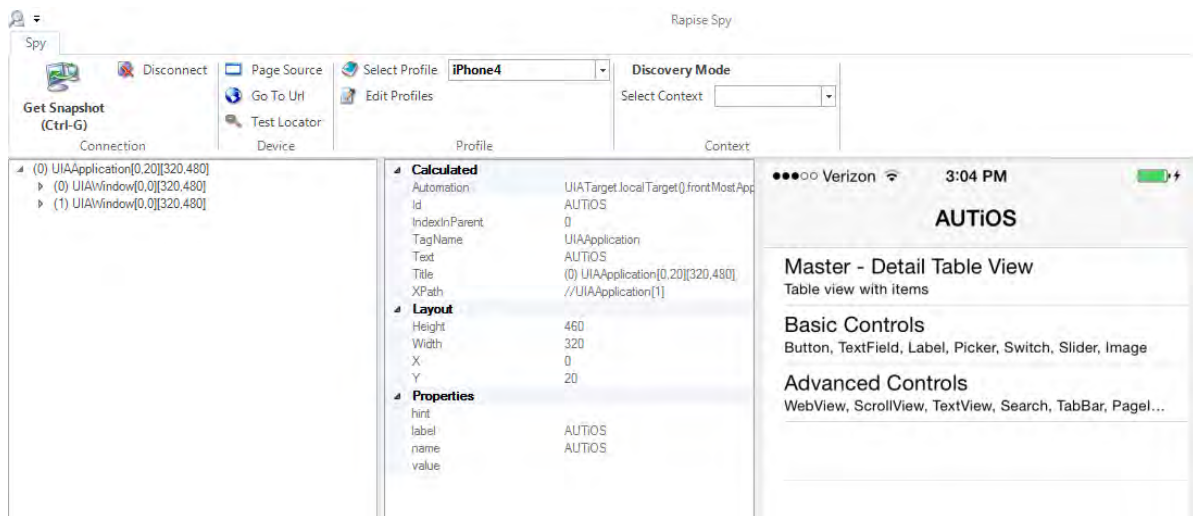 Rapise Spy
Spy
Get Snapshot
(Ctrl-G)
Disconnect
Connection
Page Source
Go To Url
Test Locator
Device
Select Profile iPhone4
Edit Profiles
Profile
Discovery Mode
Select Context
Context
(0) UIAApplication[0,20][320,480]
(0) UIAWindow[0,0][320,480]
(1) UIAWindow[0,0][320,480]
Calculated
Automation UIATarget.localTarget().frontMostApp
Id AUTiOS
IndexInParent 0
TagName UIAApplication
Text AUTiOS
Title (0) UIAApplication[0,20][320,480]
XPath //UIAApplication[1]
Layout
Height 460
Width 320
X 0
Y 20
Properties
hint
label AUTiOS
name AUTiOS
value
Verizon 3:04 PM
AUTiOS
Master - Detail Table View
Table view with items
Basic Controls
Button, TextField, Label, Picker, Switch, Slider, Image
Advanced Controls
WebView, ScrollView, TextView, Search, TabBar, PageI...